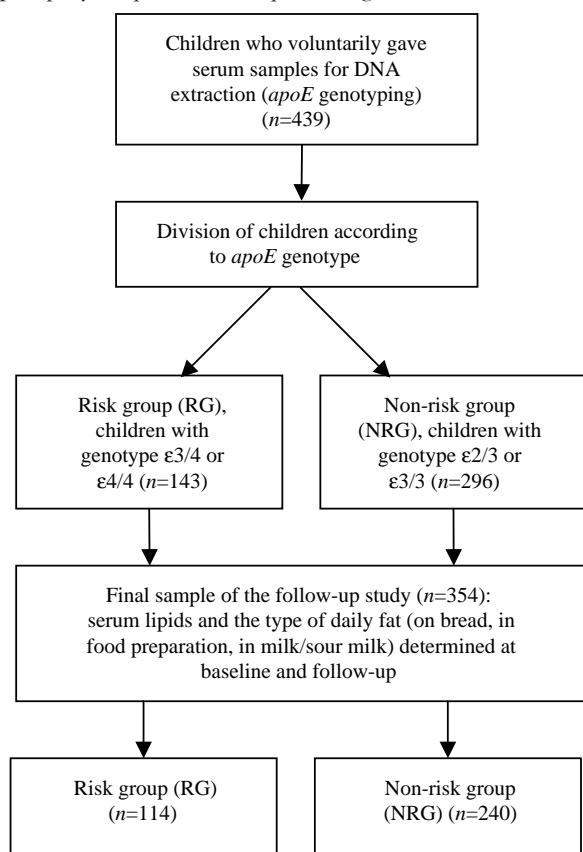 Children who voluntarily gave
serum samples for DNA
extraction (apoE genotyping)
(n=439)
Division of children according
to apoE genotype
Risk group (RG),
children with
genotype ε3/4 or
ε4/4 (n=143)
Non-risk group
(NRG), children with
genotype ε2/3 or
ε3/3 (n=296)
Final sample of the follow-up study (n=354):
serum lipids and the type of daily fat (on bread, in
food preparation, in milk/sour milk) determined at
baseline and follow-up
Risk group (RG)
(n=114)
Non-risk group
(NRG) (n=240)